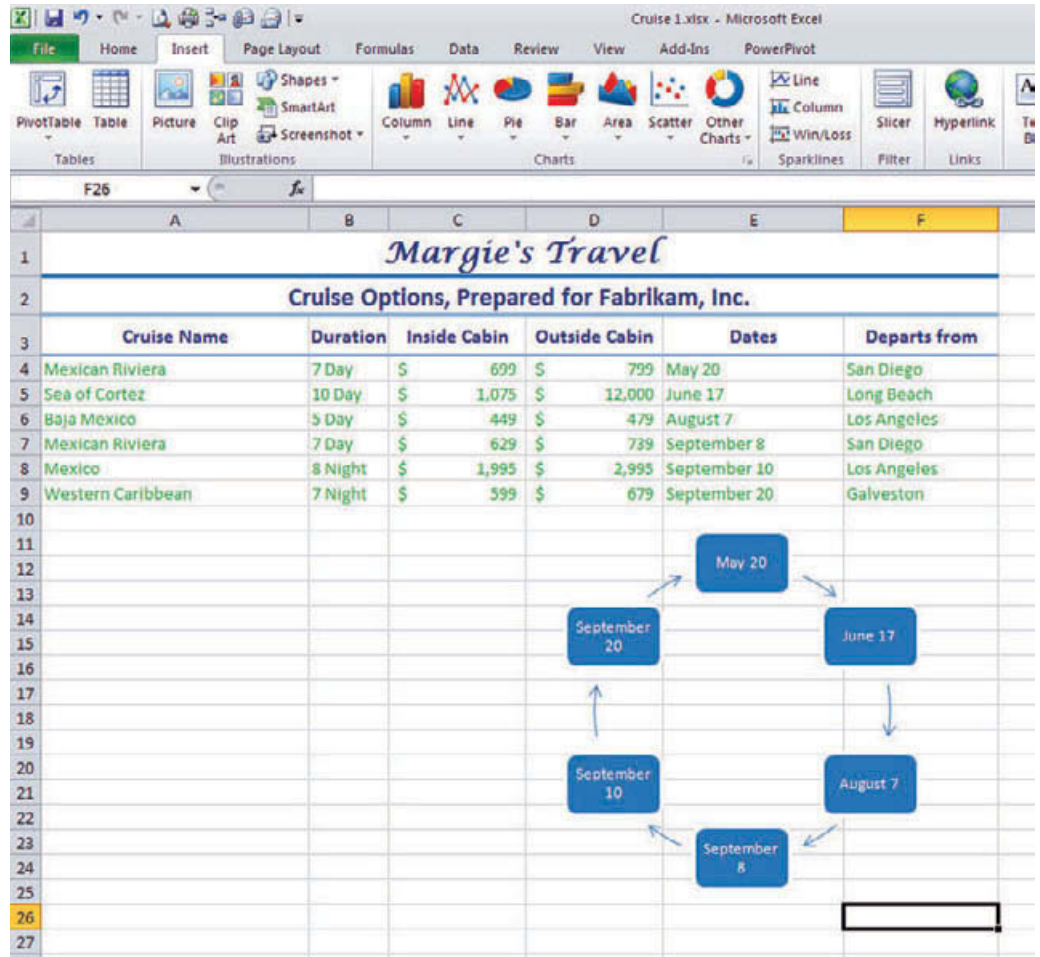 Cruise 1.xlsx - Microsoft Excel
File Home Insert Page Layout Formulas Data Review View Add-Ins PowerPivot
PivotTable Table Picture Clip Art Shapes SmartArt Screenshot Column Line Pie Bar Area Scatter Other Charts Line Column Win/Loss Slicer Hyperlink
Tables Illustrations Charts Sparklines Filter Links
F26 fx
A B C D E F
1 Margie's Travel
2 Cruise Options, Prepared for Fabrikam, Inc.
3 Cruise Name Duration Inside Cabin Outside Cabin Dates Departs from
4 Mexican Riviera 7 Day $ 699 $ 799 May 20 San Diego
5 Sea of Cortez 10 Day $ 1,075 $ 12,000 June 17 Long Beach
6 Baja Mexico 5 Day $ 449 $ 479 August 7 Los Angeles
7 Mexican Riviera 7 Day $ 629 $ 739 September 8 San Diego
8 Mexico 8 Night $ 1,995 $ 2,995 September 10 Los Angeles
9 Western Caribbean 7 Night $ 599 $ 679 September 20 Galveston
10
11
12 May 20
13
14 September
15 20 June 17
16
17
18
19
20 September
21 10 August 7
22
23 September
24 8
25
26
27